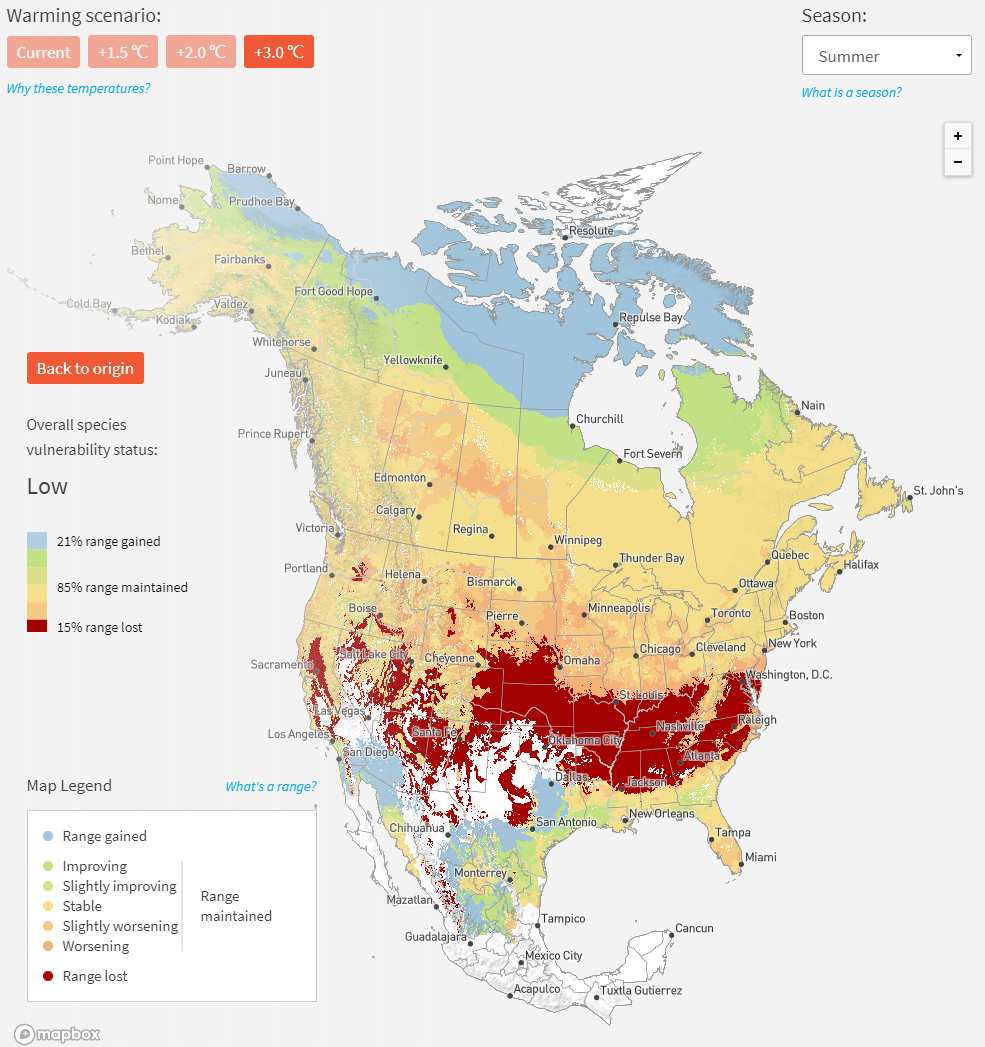 Warming scenario:
Season:
Current
+1.5 ℃
+2.0 ℃
+3.0 ℃
Summer
Why these temperatures?
What is a season?
+
−
Point Hope
Barrow
Nome
Prudhoe Bay
Resolute
Bethel
Fairbanks
Fort Good Hope
Cold Bay
Valdez
Kodiak
Repulse Bay
Whitehorse
Yellowknife
Back to origin
Juneau
Nain
Churchill
Overall species
vulnerability status:
Prince Rupert
Fort Severn
Low
Edmonton
St. John's
Calgary
Victoria
Regina
Winnipeg
21% range gained
Thunder Bay
Quebec
Halifax
Portland
Helena
Bismarck
Ottawa
85% range maintained
Boise
Pierre
Minneapolis
Toronto
Boston
15% range lost
New York
Salt Lake City
Cheyenne
Omaha
Chicago
Cleveland
Sacramento
Washington, D.C.
St. Louis
Las Vegas
Raleigh
Los Angeles
Santa Fe
Oklahoma City
Nashville
San Diego
Atlanta
Map Legend
What's a range?
Dallas
Jackson
Chihuahua
San Antonio
New Orleans
Tampa
Miami
Monterrey
Mazatlan
Tampico
Guadalajara
Cancun
Mexico City
Acapulco
Tuxtla Gutierrez
Range gained
Improving
Slightly improving
Stable
Slightly worsening
Worsening
Range
maintained
Range lost
mapbox